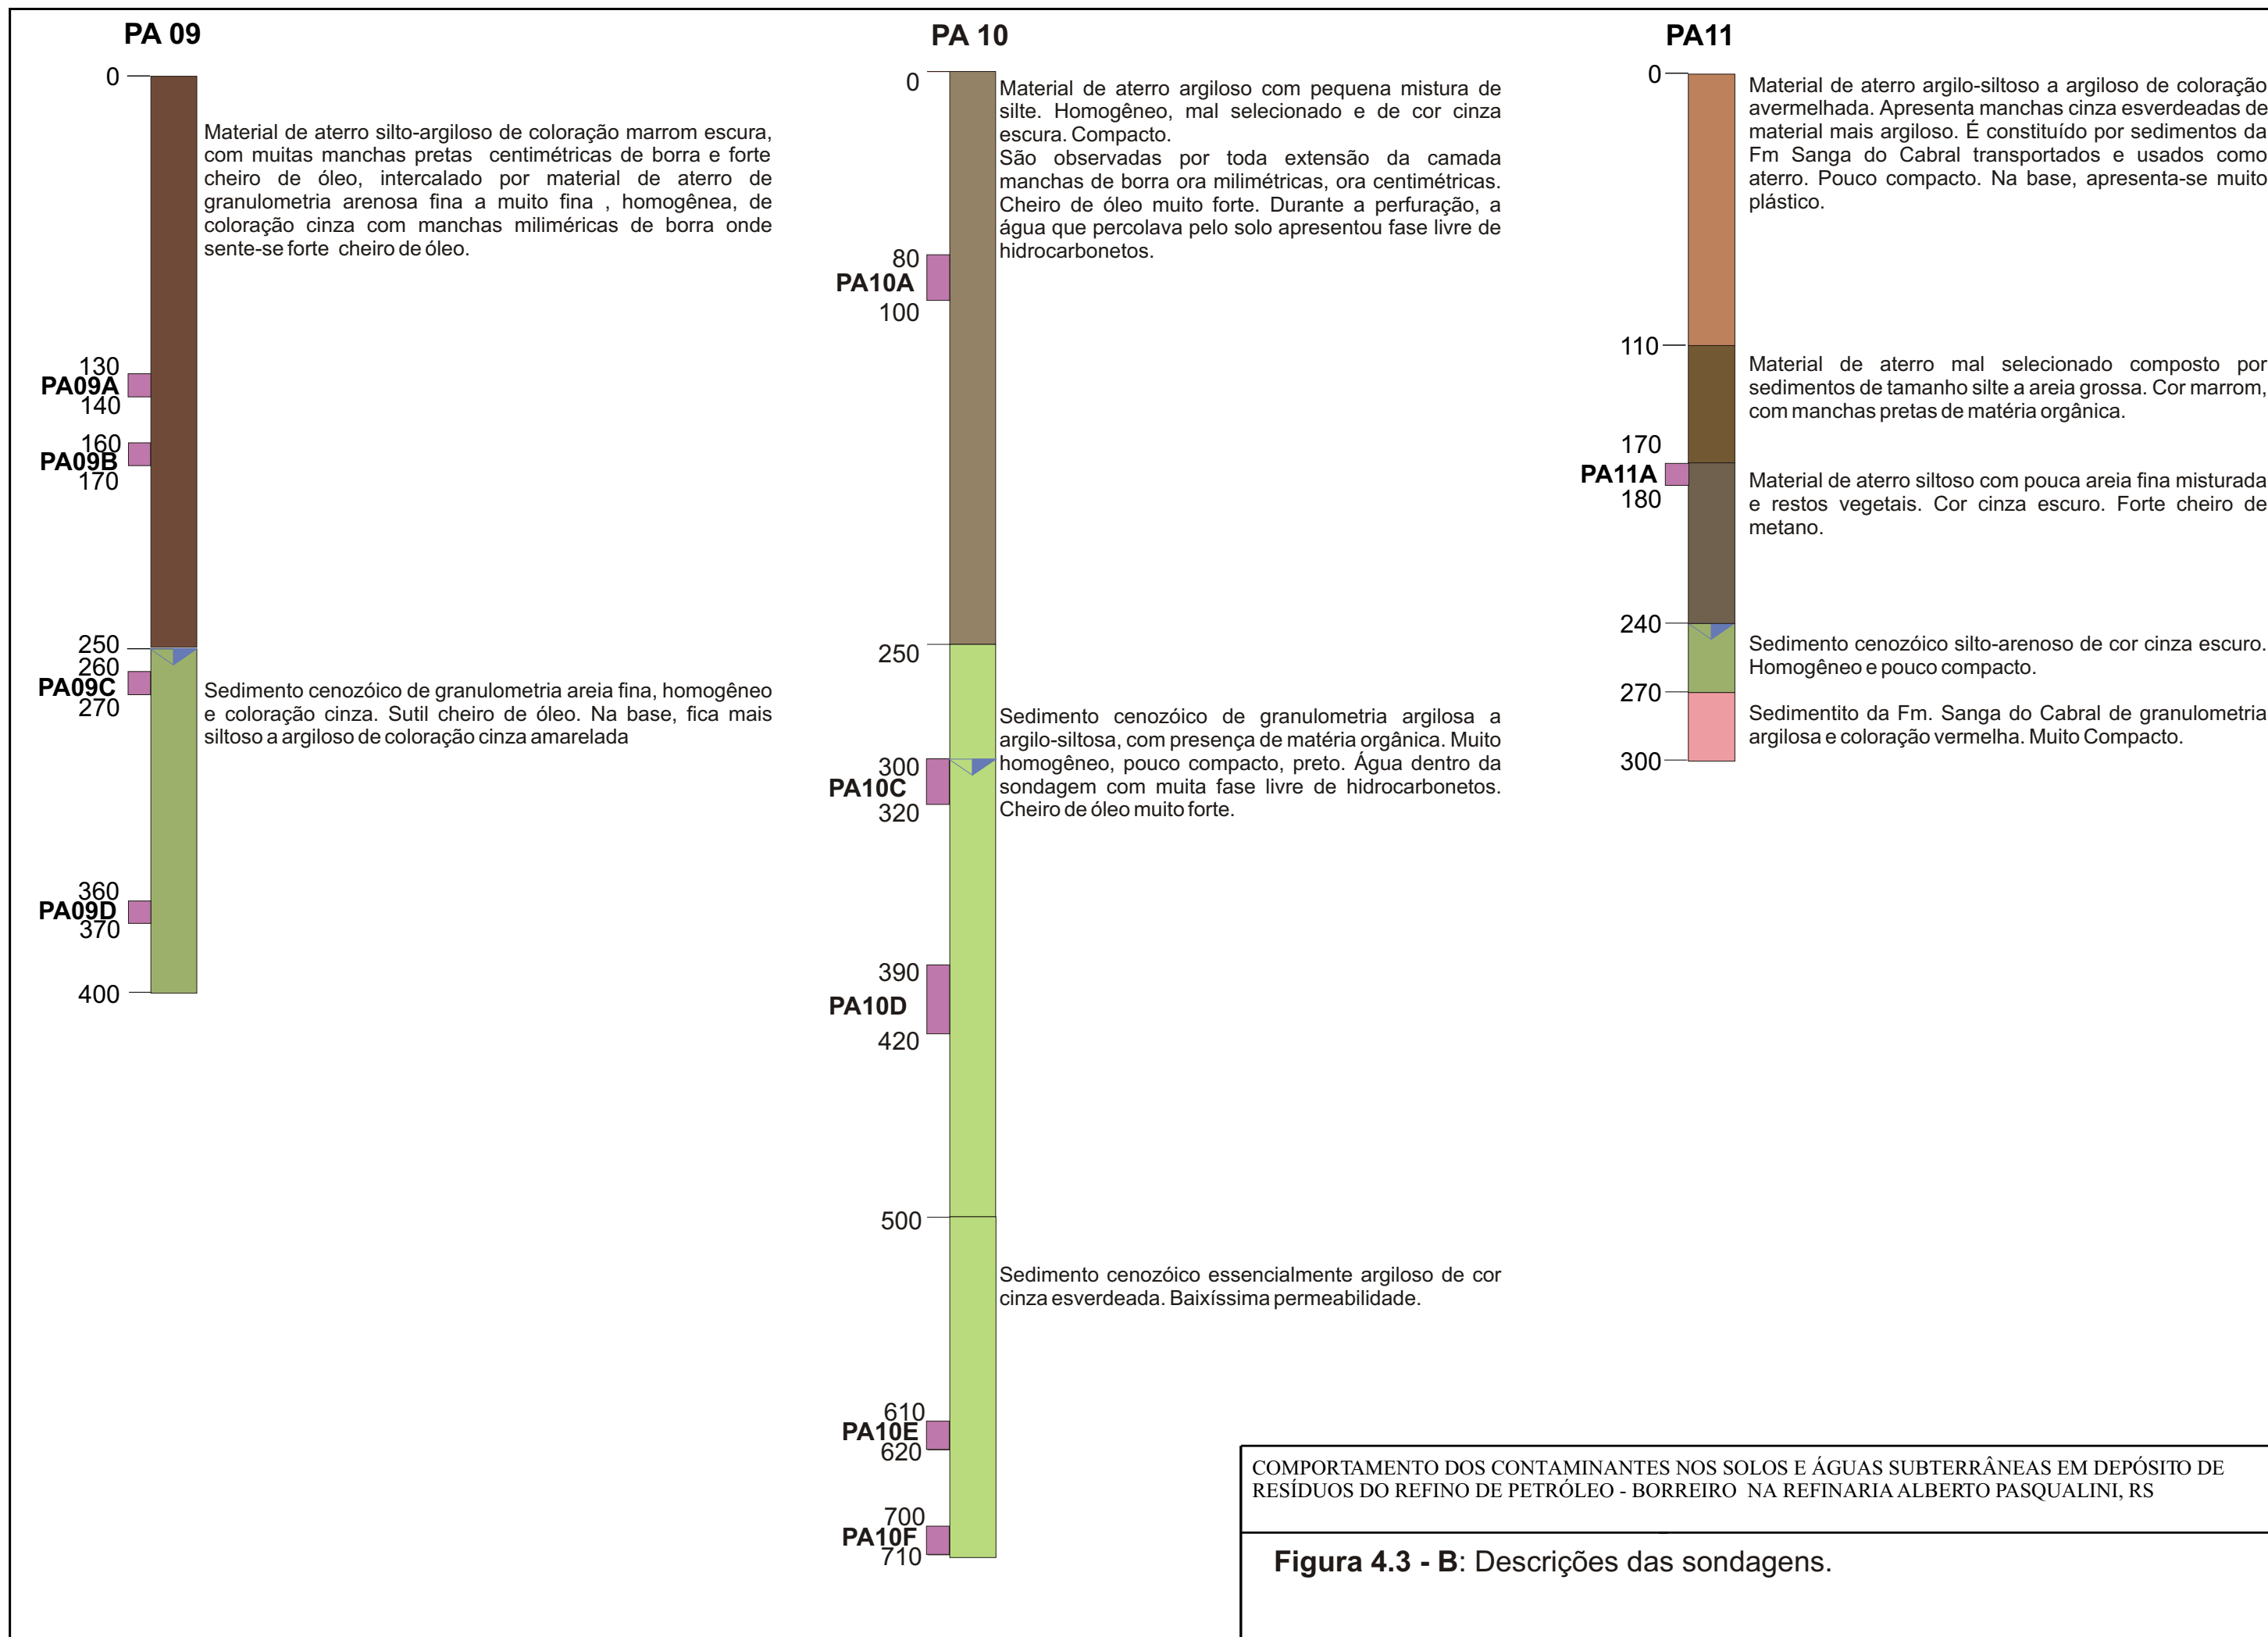 PA 09
0
Material de aterro silto-argiloso de coloração marrom escura,
com muitas manchas pretas centimétricas de borra e forte
cheiro de óleo, intercalado por material de aterro de
granulometria arenosa fina a muito fina , homogênea, de
coloração cinza com manchas miliméricas de borra onde
sente-se forte cheiro de óleo.
130
PA09A
140
160
PA09B
170
250
260
PA09C
270
Sedimento cenozóico de granulometria areia fina, homogêneo
e coloração cinza. Sutil cheiro de óleo. Na base, fica mais
siltoso a argiloso de coloração cinza amarelada
360
PA09D
370
400
PA 10
0
Material de aterro argiloso com pequena mistura de
silte. Homogêneo, mal selecionado e de cor cinza
escura. Compacto.
São observadas por toda extensão da camada
manchas de borra ora milimétricas, ora centimétricas.
Cheiro de óleo muito forte. Durante a perfuração, a
água que percolava pelo solo apresentou fase livre de
hidrocarbonetos.
80
PA10A
100
250
Sedimento cenozóico de granulometria argilosa a
argilo-siltosa, com presença de matéria orgânica. Muito
homogêneo, pouco compacto, preto. Água dentro da
sondagem com muita fase livre de hidrocarbonetos.
Cheiro de óleo muito forte.
300
PA10C
320
390
PA10D
420
500
Sedimento cenozóico essencialmente argiloso de cor
cinza esverdeada. Baixíssima permeabilidade.
610
PA10E
620
700
PA10F
710
PA11
0
Material de aterro argilo-siltoso a argiloso de coloração
avermelhada. Apresenta manchas cinza esverdeadas de
material mais argiloso. É constituído por sedimentos da
Fm Sanga do Cabral transportados e usados como
aterro. Pouco compacto. Na base, apresenta-se muito
plástico.
110
Material de aterro mal selecionado composto por
sedimentos de tamanho silte a areia grossa. Cor marrom,
com manchas pretas de matéria orgânica.
170
PA11A
180
Material de aterro siltoso com pouca areia fina misturada
e restos vegetais. Cor cinza escuro. Forte cheiro de
metano.
240
Sedimento cenozóico silto-arenoso de cor cinza escuro.
Homogêneo e pouco compacto.
270
Sedimentito da Fm. Sanga do Cabral de granulometria
argilosa e coloração vermelha. Muito Compacto.
300
COMPORTAMENTO DOS CONTAMINANTES NOS SOLOS E ÁGUAS SUBTERRÂNEAS EM DEPÓSITO DE
RESÍDUOS DO REFINO DE PETRÓLEO - BORREIRO NA REFINARIA ALBERTO PASQUALINI, RS
Figura 4.3 - B: Descrições das sondagens.